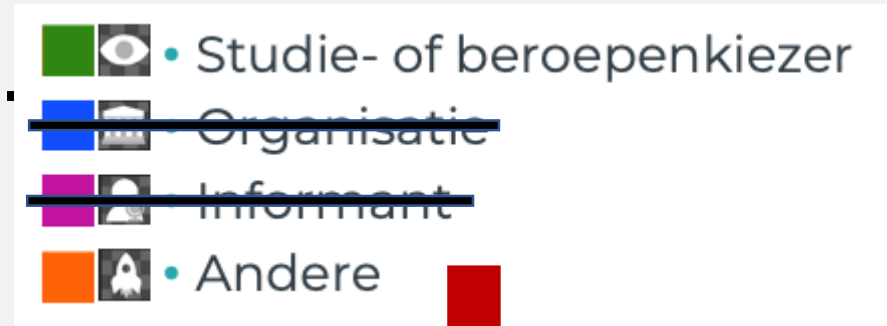 • Studie- of beroepenkiezer
• Organisatie
• Informant
• Andere